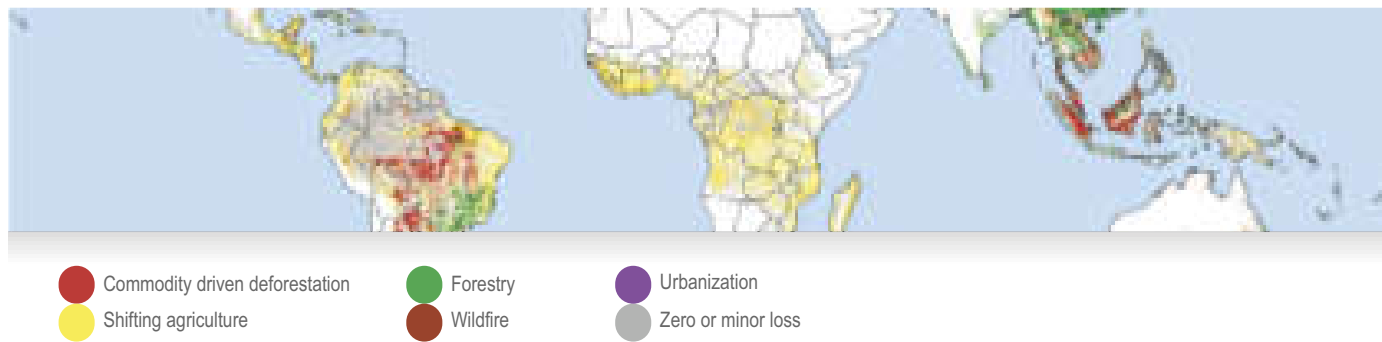 Commodity driven deforestation
Forestry
Urbanization
Shifting agriculture
Wildfire
Zero or minor loss